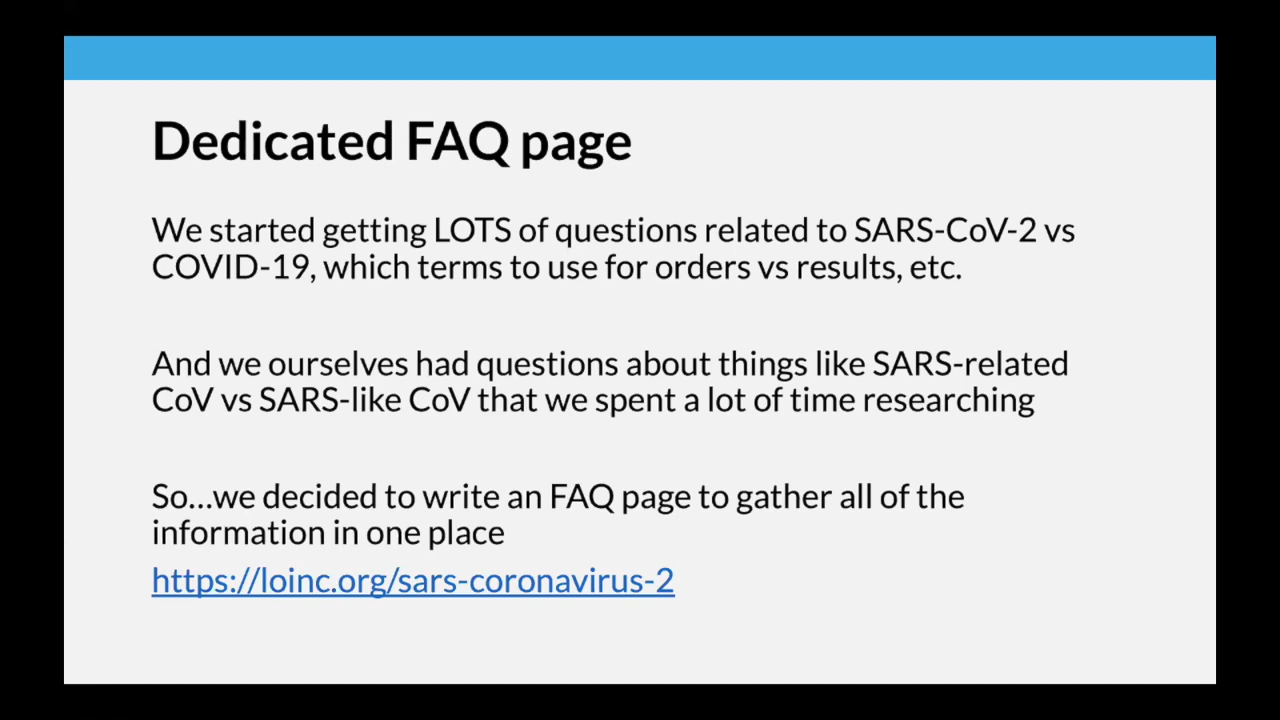 Dedicated FAQ page
We started getting LOTS of questions related to SARS-CoV-2 vs
COVID-19, which terms to use for orders vs results, etc.
And we ourselves had questions about things like SARS-related
CoV vs SARS-like CoV that we spent a lot of time researching
So...we decided to write an FAQ page to gather all of the
information in one place
https://loinc.org/sars-coronavirus-2